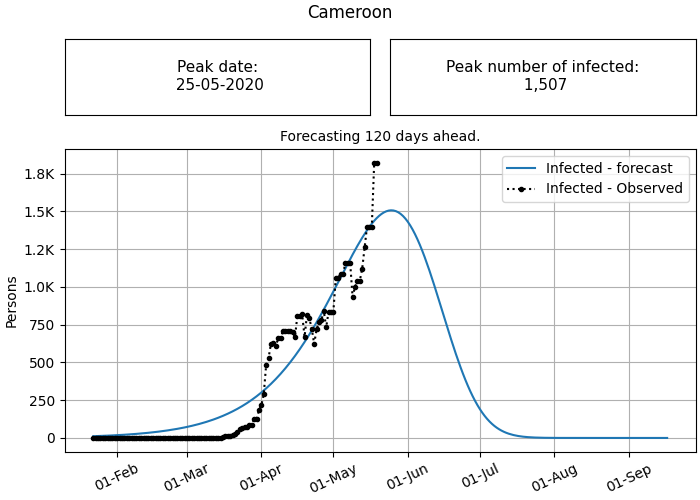 Cameroon
Peak date:
25-05-2020
Peak number of infected:
1,507
Forecasting 120 days ahead.
Infected - forecast
Infected - Observed
Persons
1.8K
1.5K
1.2K
1.0K
750
500
250
0
01-Feb
01-Mar
01-Apr
01-May
01-Jun
01-Jul
01-Aug
01-Sep